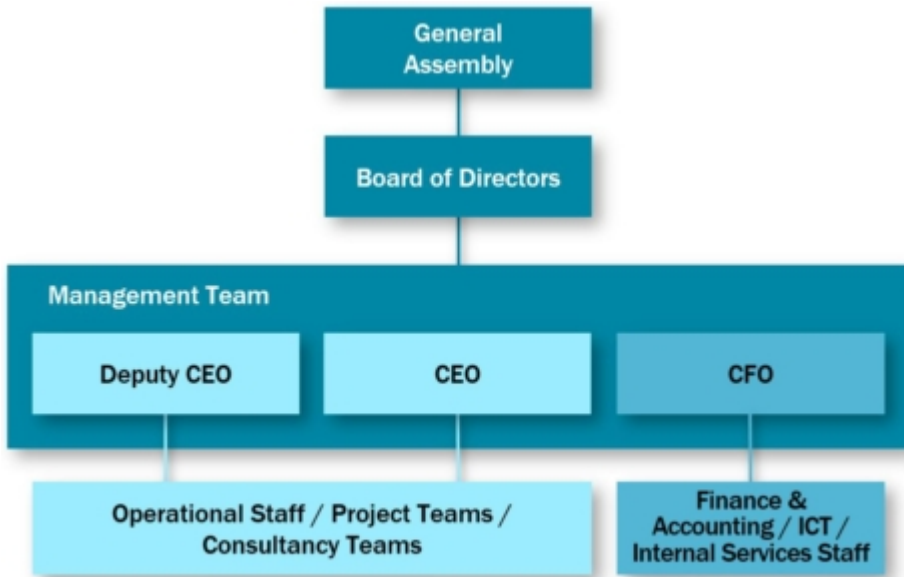 General
Assembly
Board of Directors
Management Team
Deputy CEO
CEO
CFO
Operational Staff / Project Teams /
Consultancy Teams
Finance &
Accounting / ICT /
Internal Services Staff